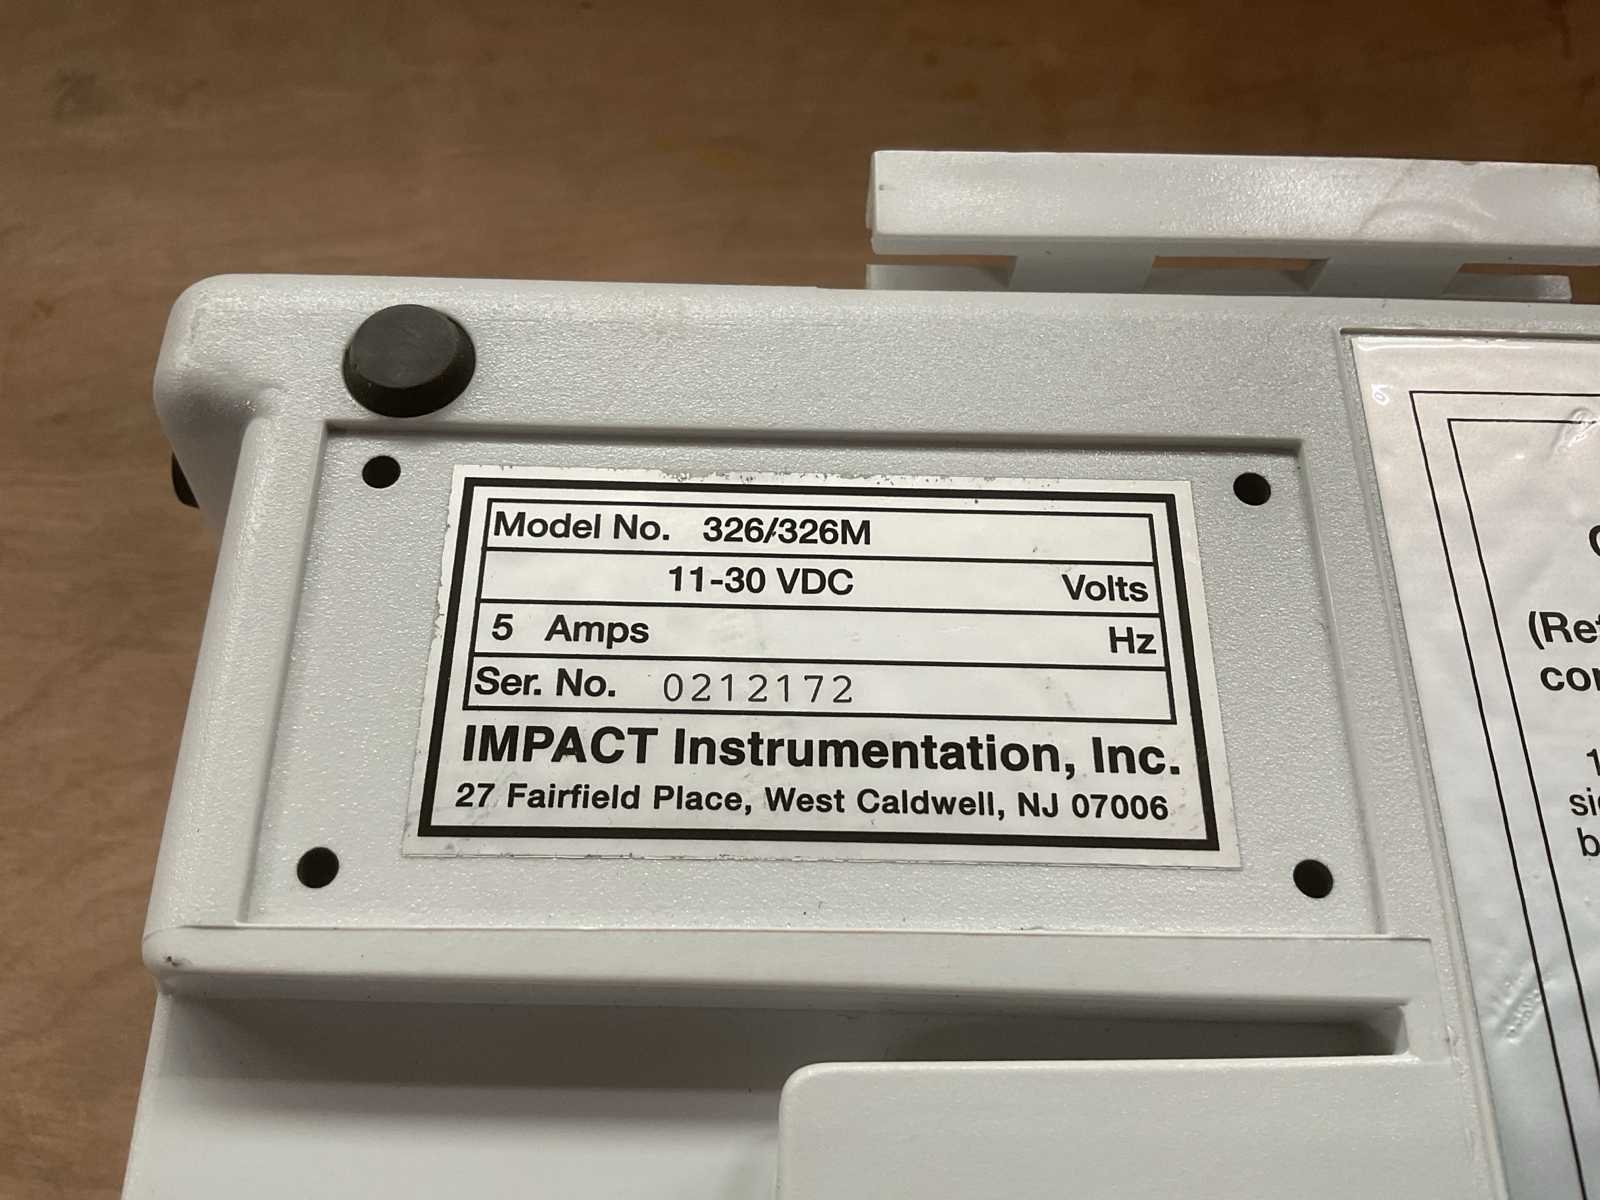 Model No. 326/326M
11-30 VDC Volts
5 Amps Hz
Ser. No. 0212172
IMPACT Instrumentation, Inc.
27 Fairfield Place, West Caldwell, NJ 07006